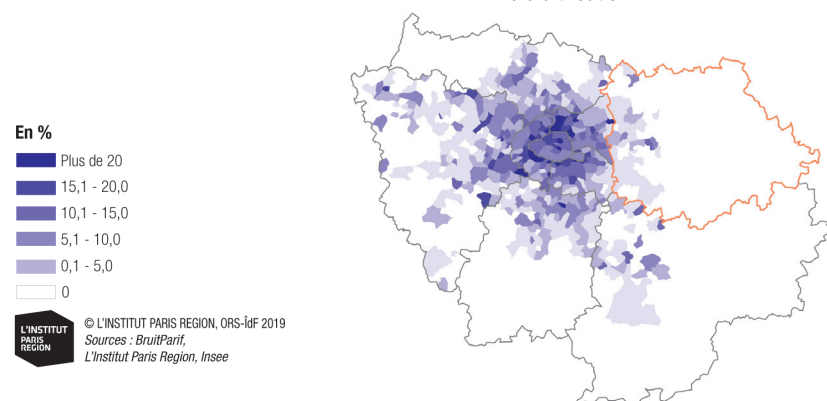 En %
Plus de 20
15,1 - 20,0
10,1 - 15,0
5,1 - 10,0
0,1 - 5,0
0
L'INSTITUT
PARIS
REGION
© L'INSTITUT PARIS REGION, ORS-ÎdF 2019
Sources : BruitParif,
L'Institut Paris Region, Insee